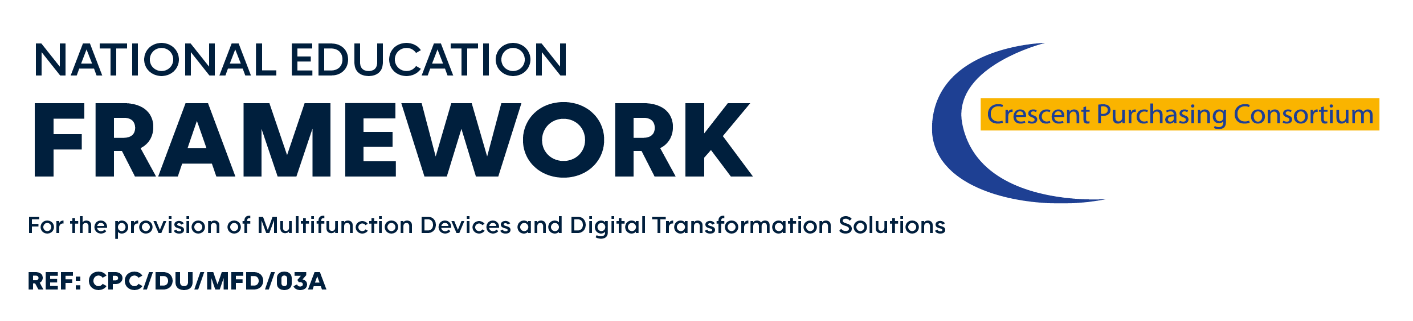 NATIONAL EDUCATION
FRAMEWORK
Crescent Purchasing Consortium
For the provision of Multifunction Devices and Digital Transformation Solutions
REF: CPC/DU/MFD/03A